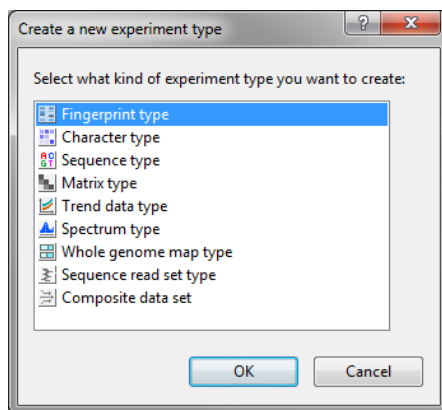 Create a new experiment type
Select what kind of experiment type you want to create:
Fingerprint type
Character type
Sequence type
Matrix type
Trend data type
Spectrum type
Whole genome map type
Sequence read set type
Composite data set
OK Cancel